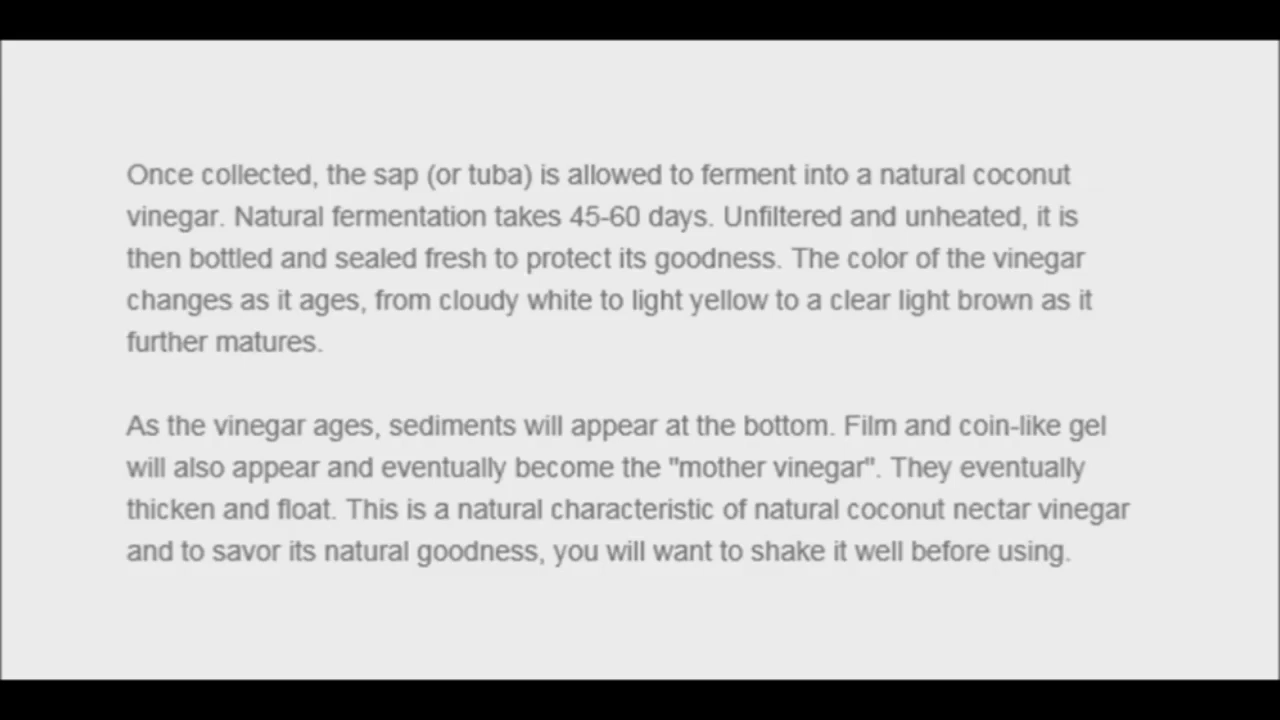 Once collected, the sap (or tuba) is allowed to ferment into a natural coconut
vinegar. Natural fermentation takes 45-60 days. Unfiltered and unheated, it is
then bottled and sealed fresh to protect its goodness. The color of the vinegar
changes as it ages, from cloudy white to light yellow to a clear light brown as it
further matures.
As the vinegar ages, sediments will appear at the bottom. Film and coin-like gel
will also appear and eventually become the "mother vinegar". They eventually
thicken and float. This is a natural characteristic of natural coconut nectar vinegar
and to savor its natural goodness, you will want to shake it well before using.